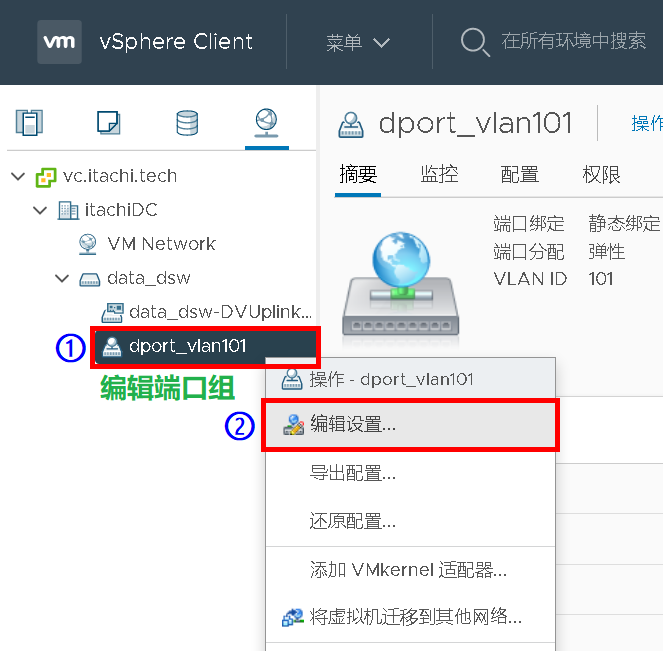 vm vSphere Client 菜单 在所有环境中搜索
vc.itachi.tech
itachiDC
VM Network
data_dsw
data_dsw-DVUplink...
① dport_vlan101
编辑端口组
dport_vlan101 操作
摘要 监控 配置 权限
端口绑定 静态绑定
端口分配 弹性
VLAN ID 101
操作 - dport_vlan101
② 编辑设置...
导出配置...
还原配置...
添加 VMkernel 适配器...
将虚拟机迁移到其他网络...